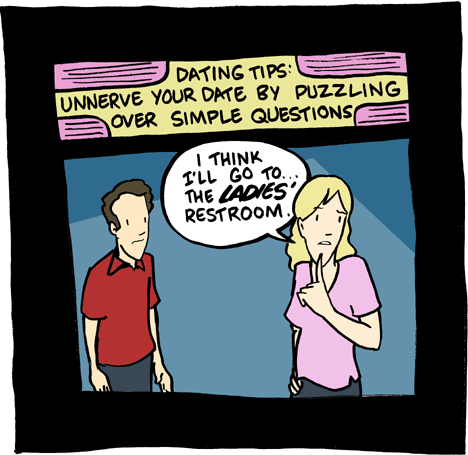 DATING TIPS:
UNNERVE YOUR DATE BY PUZZLING
OVER SIMPLE QUESTIONS
I THINK
I'LL GO TO...
THE LADIES'
RESTROOM.